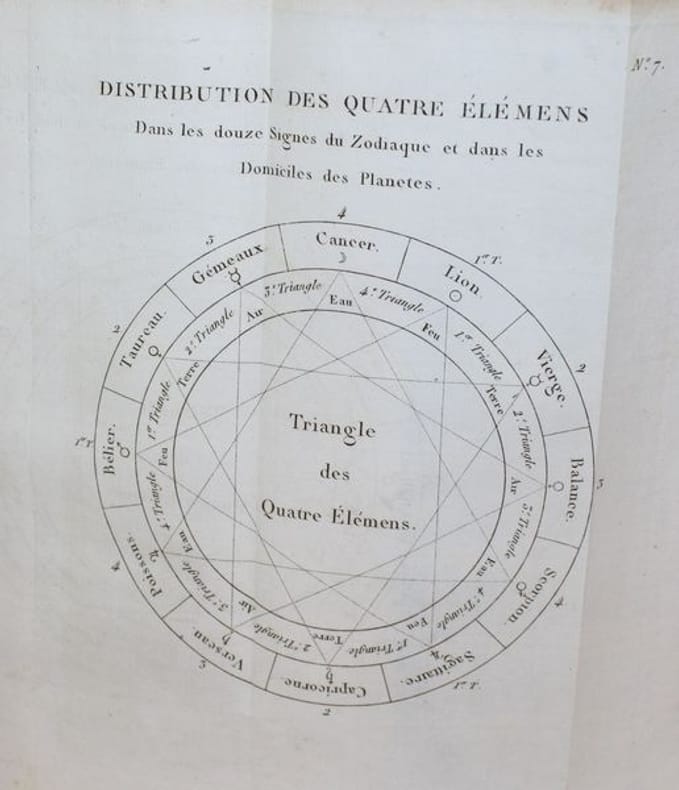 N.º 7.
DISTRIBUTION DES QUATRE ÉLÉMENS
Dans les douze Signes du Zodiaque et dans les
Domiciles des Planetes.
4
Cancer.
☽
1.er T.
Lion.
☉
2
Vierge.
☿
3
Balance.
♀
4
Scorpion.
♂
1.er T.
Sagittaire.
♃
2
Capricorne.
♄
3
Verseau.
♄
4
Poissons.
♃
1.er T.
Bélier.
♂
2
Taureau.
♀
3
Gémeaux
☿
3.e Triangle
Eau
4.e Triangle
Feu
1.er Triangle
Terre
2.e Triangle
Air
3.e Triangle
Eau
4.e Triangle
Feu
1.er Triangle
Terre
2.e Triangle
Air
3.e Triangle
Eau
4.e Triangle
Feu
1.er Triangle
Terre
2.e Triangle
Air
Triangle
des
Quatre Élémens.